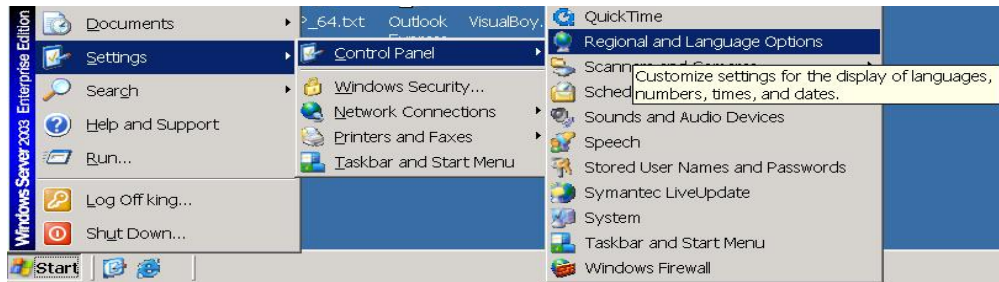 Windows Server 2003 Enterprise Edition
Documents
Settings
Search
Help and Support
Run...
Log Off king...
Shut Down...
Start
_64.txt Outlook VisualBoy.
Control Panel
Windows Security...
Network Connections
Printers and Faxes
Taskbar and Start Menu
QuickTime
Regional and Language Options
Customize settings for the display of languages,
numbers, times, and dates.
Sounds and Audio Devices
Speech
Stored User Names and Passwords
Symantec LiveUpdate
System
Taskbar and Start Menu
Windows Firewall